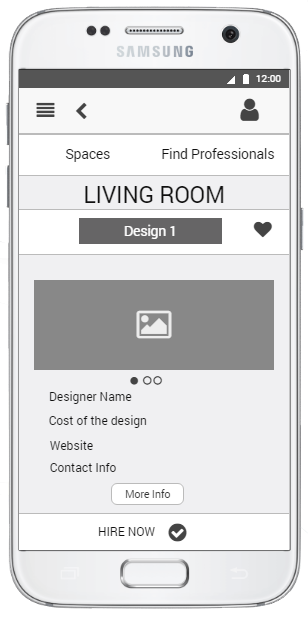 SAMSUNG
12:00
Spaces Find Professionals
LIVING ROOM
Design 1
Designer Name
Cost of the design
Website
Contact Info
More Info
HIRE NOW